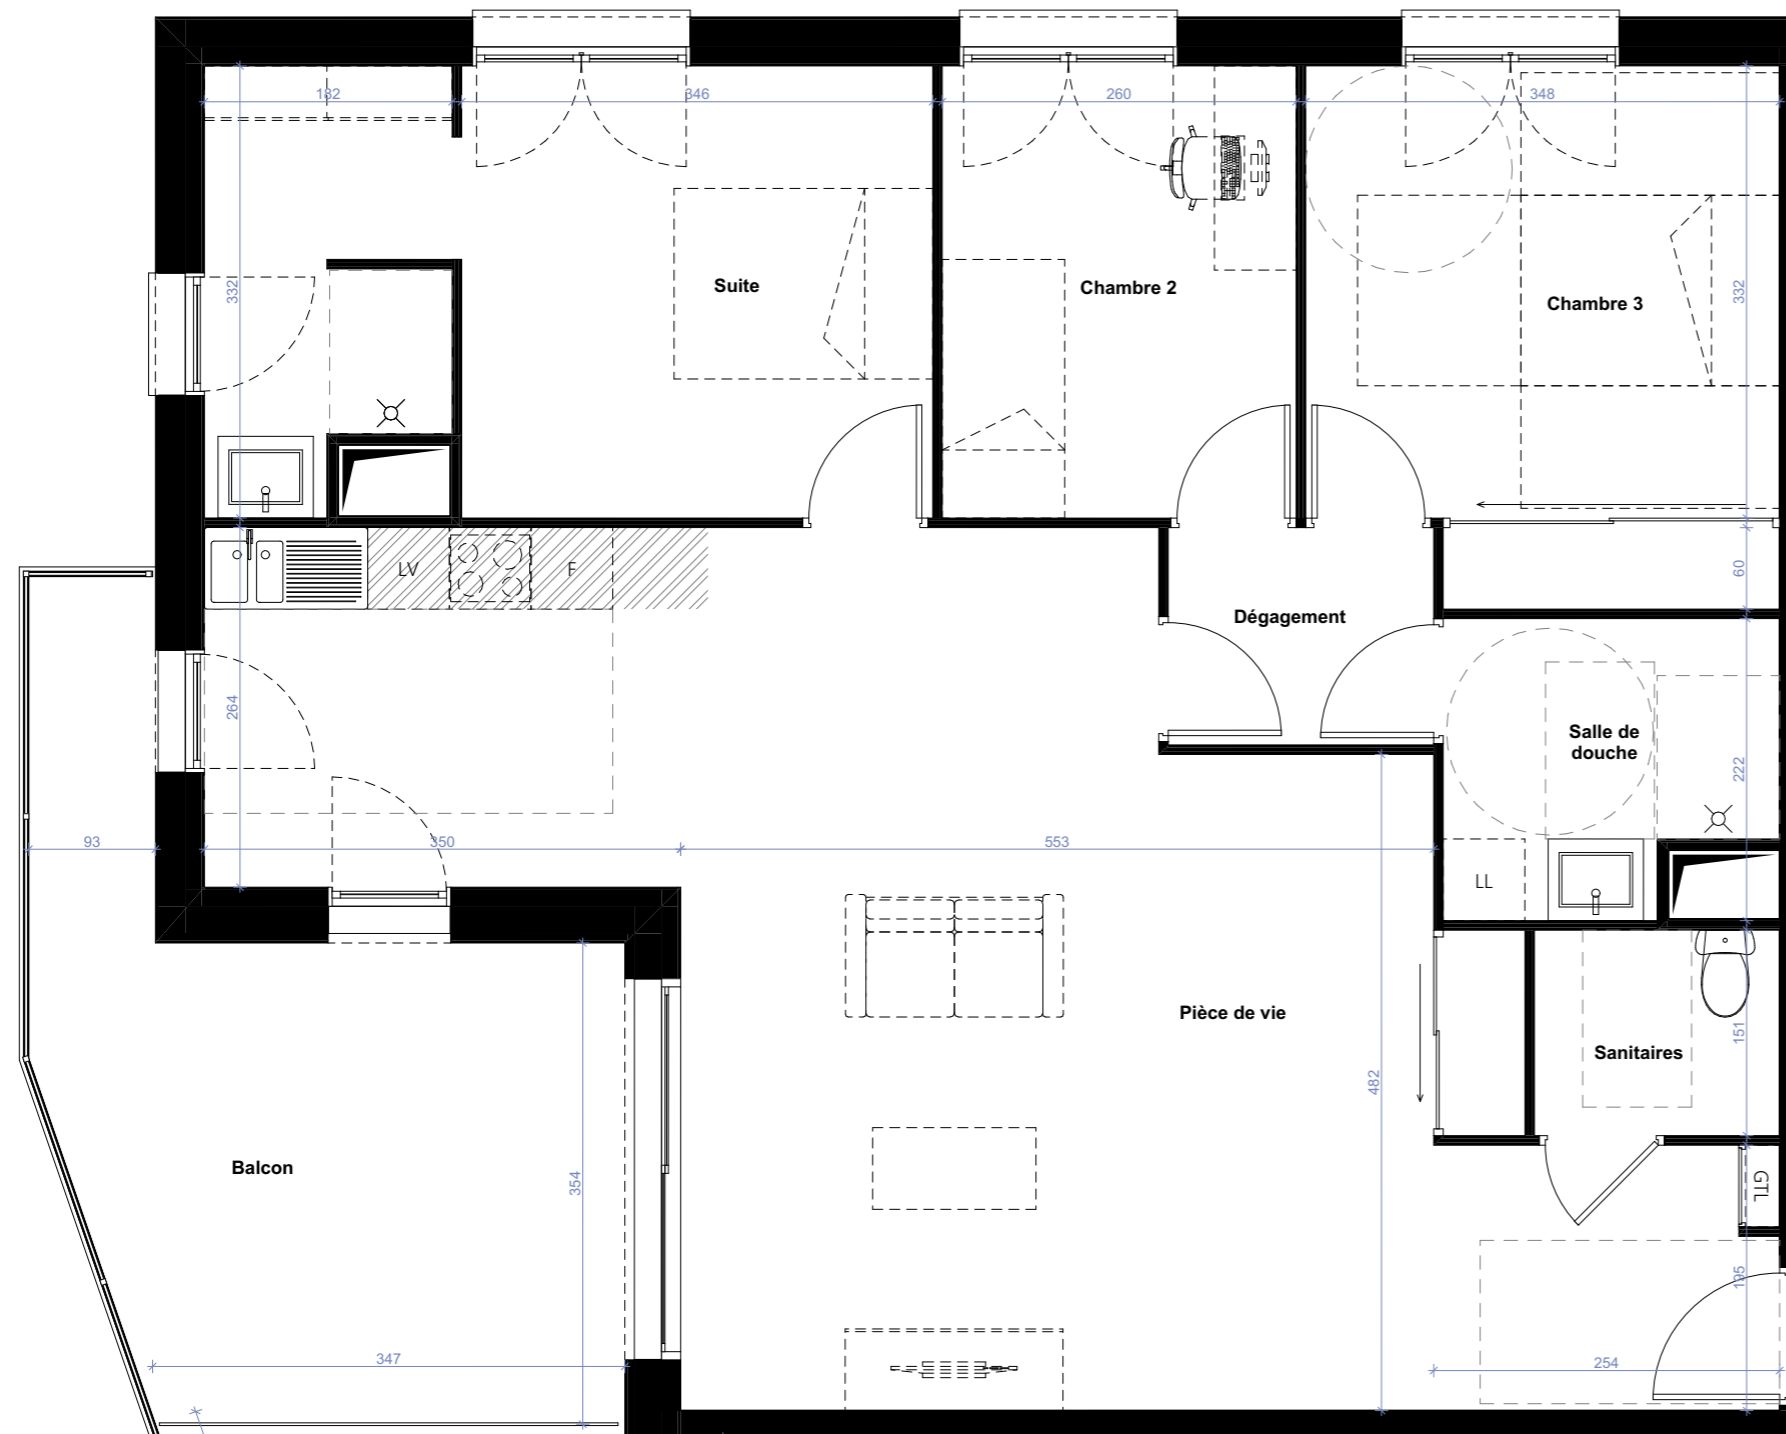 182
346
260
348
332
Suite
Chambre 2
Chambre 3
332
LV
F
60
Dégagement
264
Salle de
douche
222
93
350
553
LL
Pièce de vie
151
Sanitaires
482
Balcon
354
GTL
195
347
254